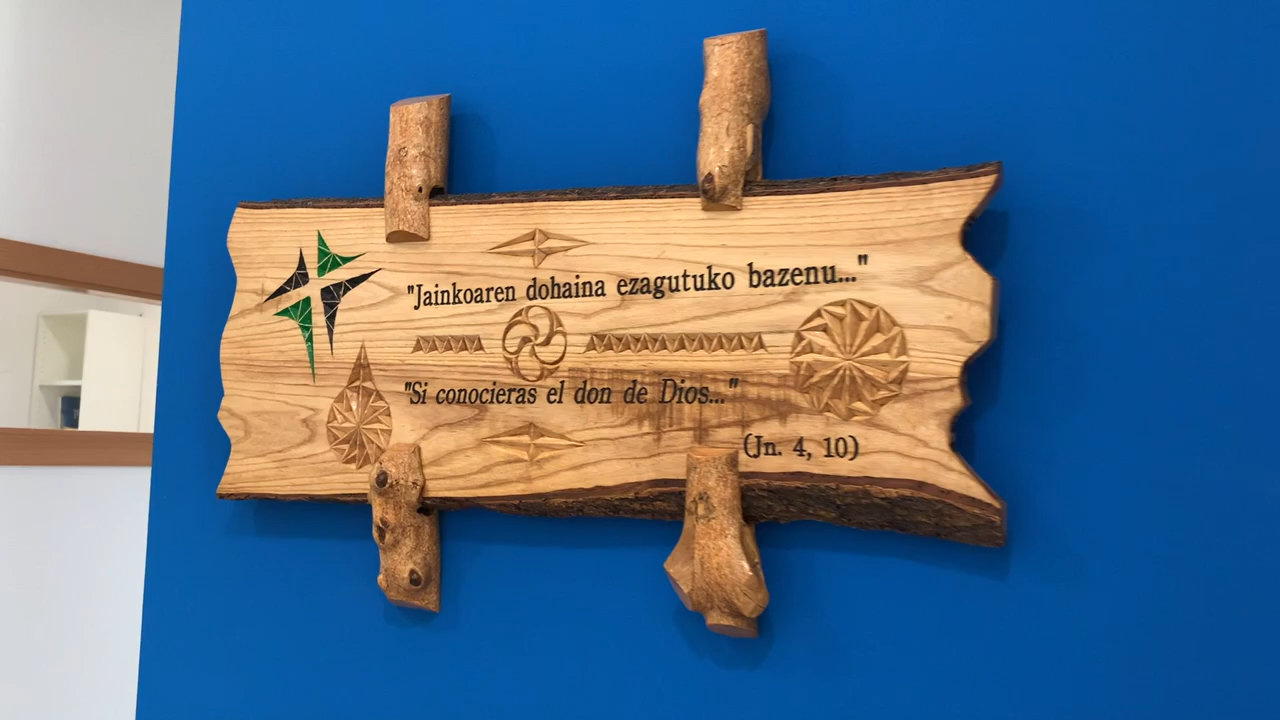 "Jainkoaren dohaina ezagutuko bazenu..."
"Si conocieras el don de Dios..."
(Jn. 4, 10)